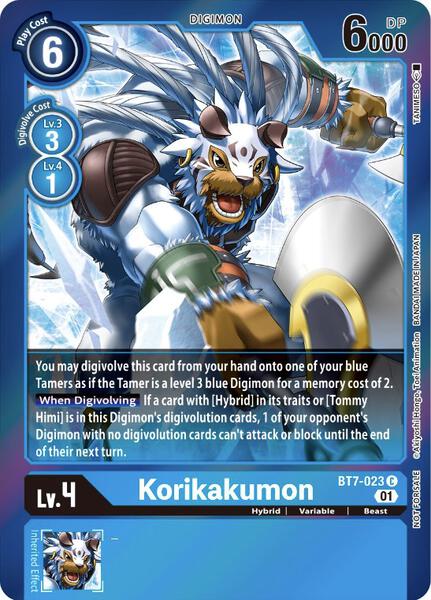 DIGIMON
Play Cost
6
6000
DP
Digivolve Cost
Lv.3
3
Lv.4
1
TANIMESO
You may digivolve this card from your hand onto one of your blue
Tamers as if the Tamer is a level 3 blue Digimon for a memory cost of 2.
When Digivolving If a card with [Hybrid] in its traits or [Tommy
Himi] is in this Digimon's digivolution cards, 1 of your opponent's
Digimon with no digivolution cards can't attack or block until the end
of their next turn.
©Akiyoshi Hongo, Toei Animation BANDAI MADE IN JAPAN
NOT FOR SALE
Lv.4
Korikakumon
BT7-023 C
01
Hybrid | Variable | Beast
Inherited Effect
–